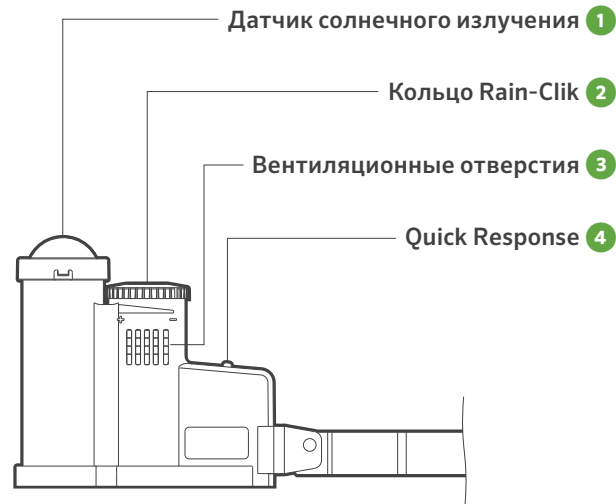 Датчик солнечного излучения 1
Кольцо Rain-Clik 2
Вентиляционные отверстия 3
Quick Response 4
+ −